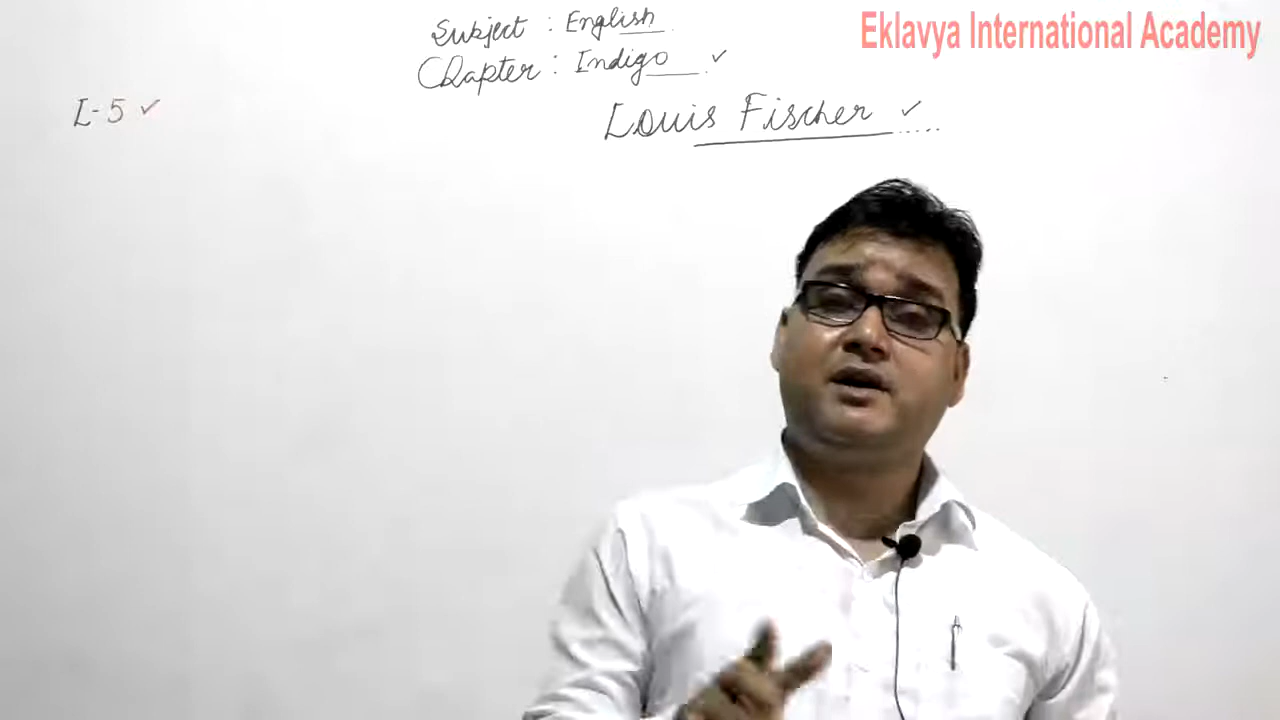 Subject : English
Eklavya International Academy
Chapter : Indigo ✓
L-5 ✓
Louis Fischer ✓